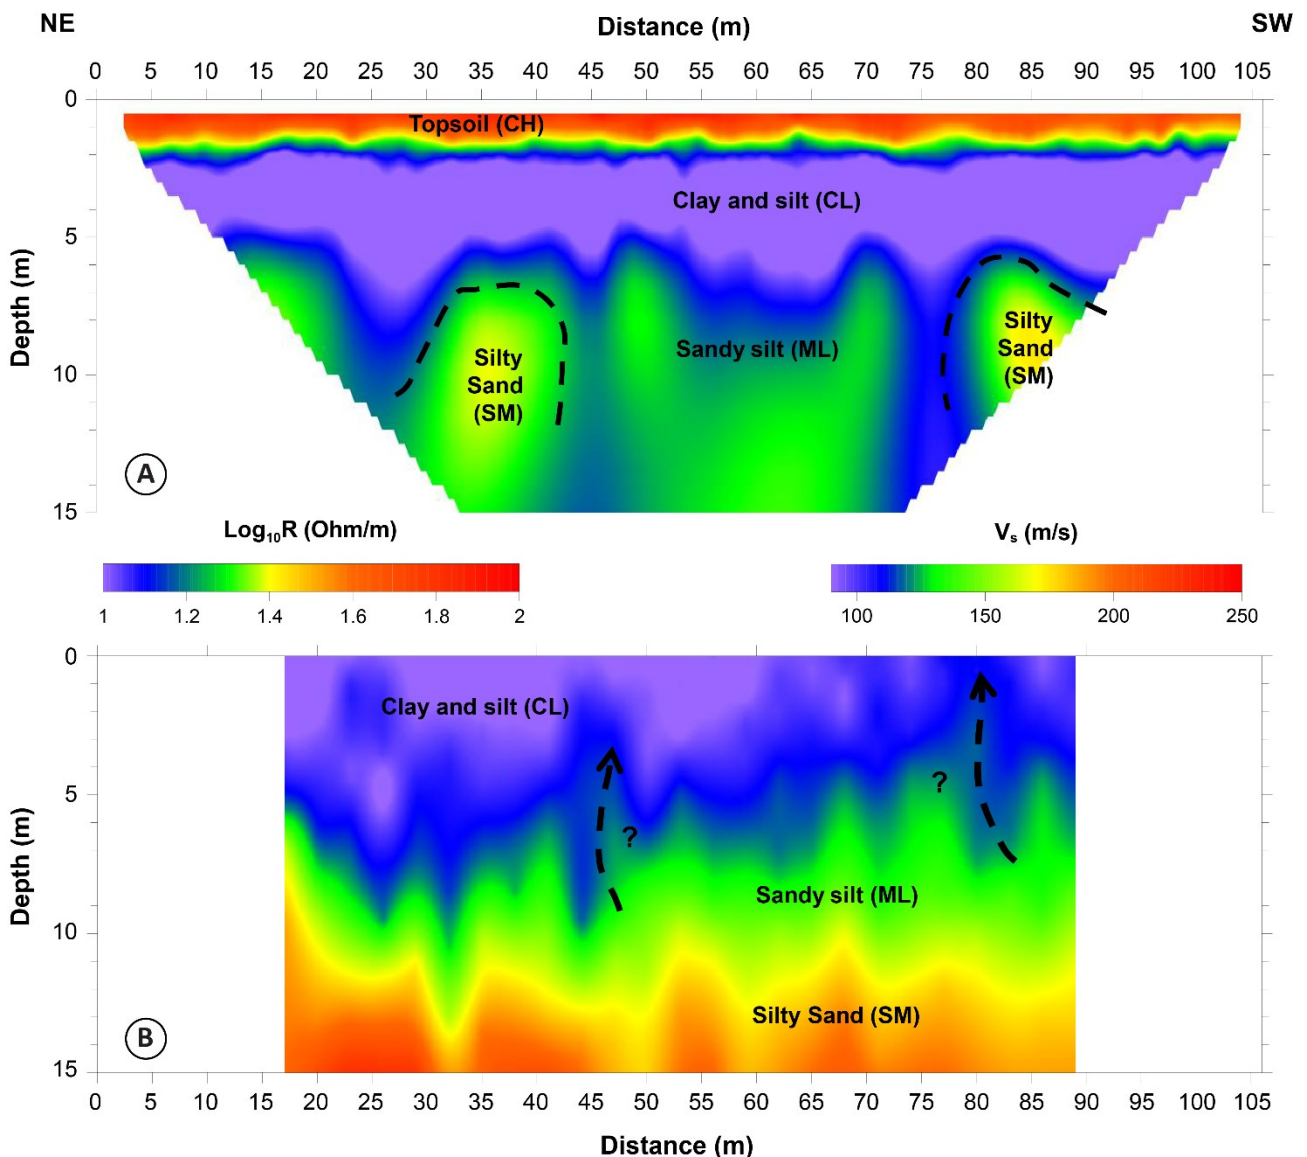 NE
Distance (m)
SW
0 5 10 15 20 25 30 35 40 45 50 55 60 65 70 75 80 85 90 95 100 105
0
Topsoil (CH)
Clay and silt (CL)
5
Depth (m)
Silty
Sand
(SM)
Sandy silt (ML)
Silty
Sand
(SM)
10
A
15
Log₁₀R (Ohm/m)
1 1.2 1.4 1.6 1.8 2
Vₛ (m/s)
100 150 200 250
0
Clay and silt (CL)
5
?
?
Depth (m)
Sandy silt (ML)
10
Silty Sand (SM)
B
15
0 5 10 15 20 25 30 35 40 45 50 55 60 65 70 75 80 85 90 95 100 105
Distance (m)